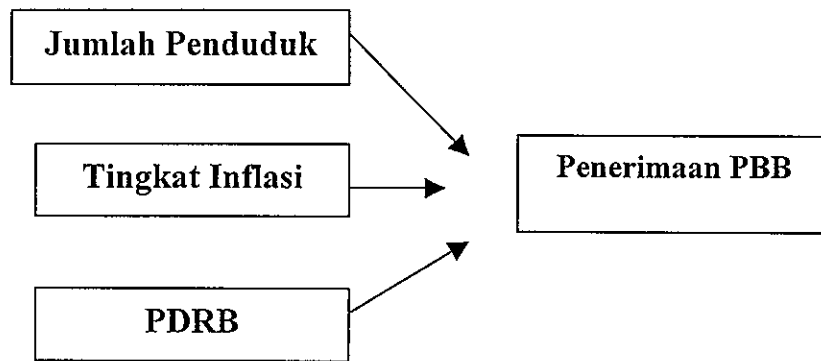 Jumlah Penduduk
Tingkat Inflasi
Penerimaan PBB
PDRB